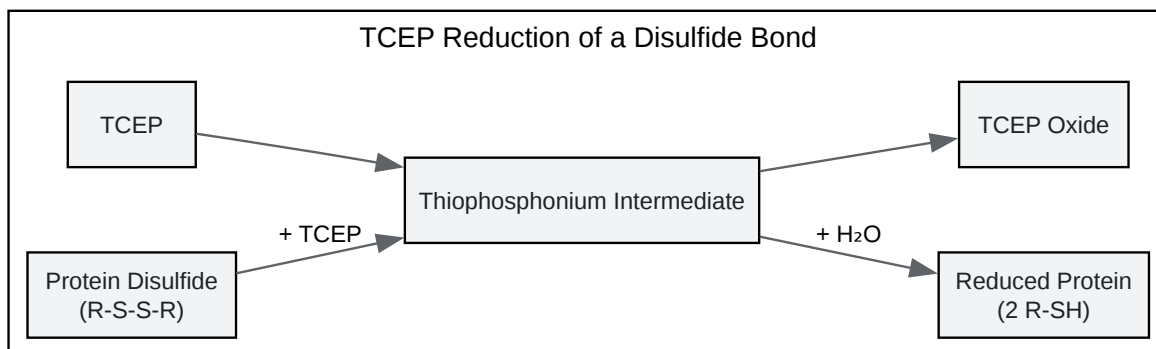 TCEP Reduction of a Disulfide Bond
TCEP
TCEP Oxide
Thiophosphonium Intermediate
+ TCEP
+ H₂O
Protein Disulfide
(R-S-S-R)
Reduced Protein
(2 R-SH)